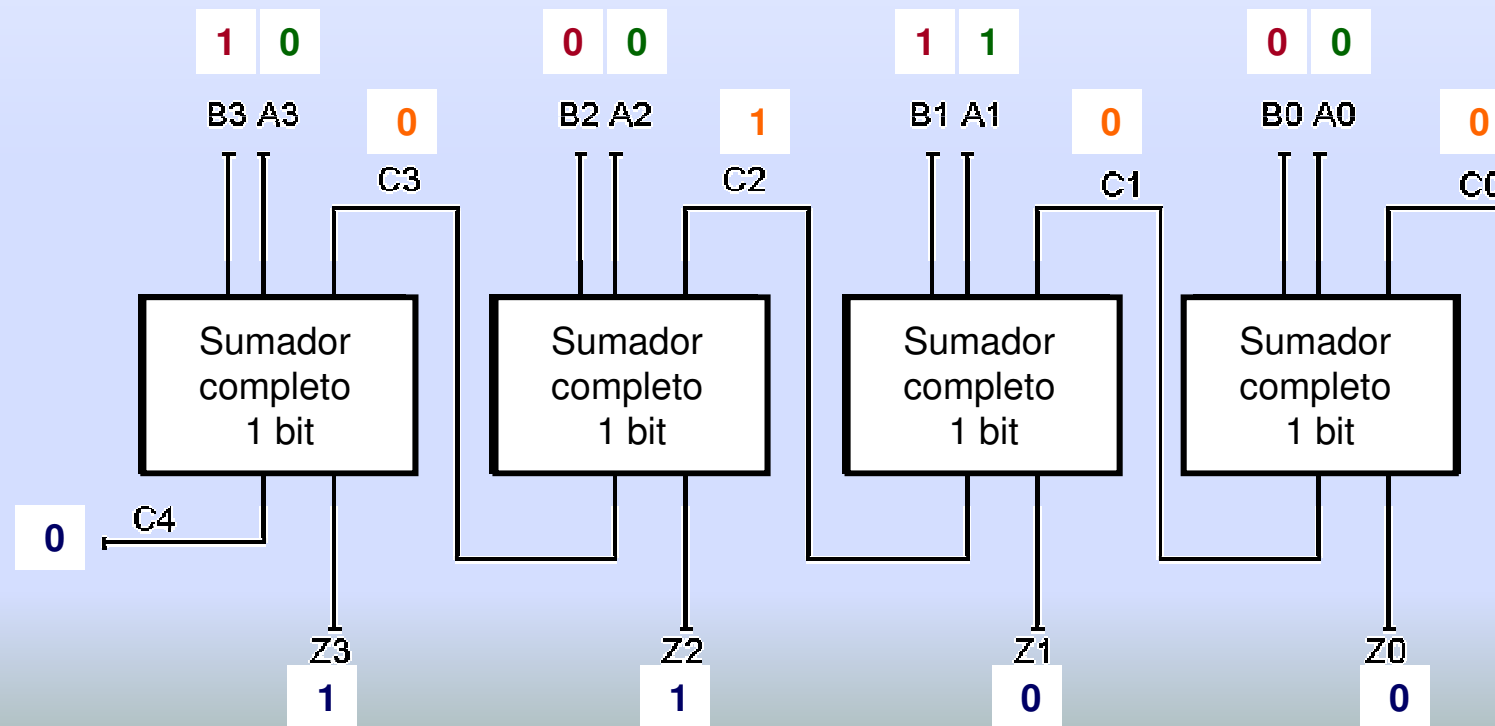 1 0 0 0 1 1 0 0
B3 A3 0 B2 A2 1 B1 A1 0 B0 A0 0
C3 C2 C1 C0
Sumador Sumador Sumador Sumador
completo completo completo completo
1 bit 1 bit 1 bit 1 bit
0 C4
Z3 Z2 Z1 Z0
1 1 0 0